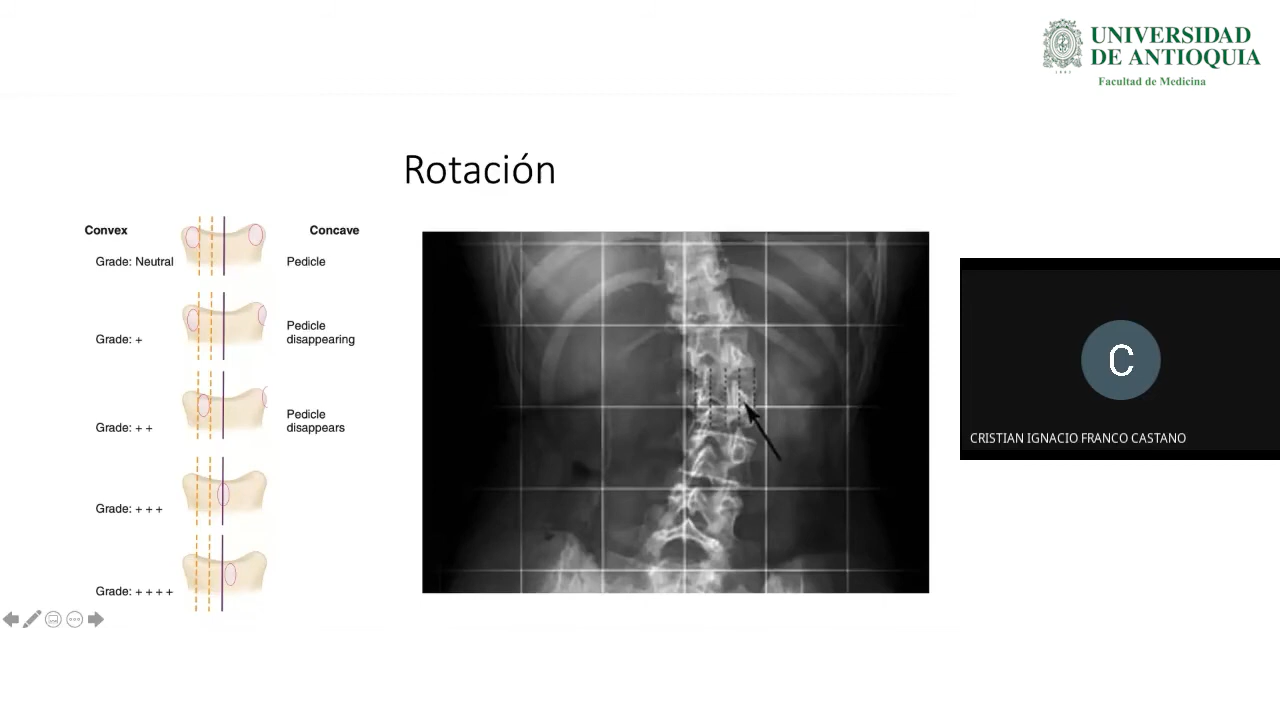 UNIVERSIDAD
DE ANTIOQUIA
1803
Facultad de Medicina
Rotación
Convex
Concave
Grade: Neutral
Pedicle
Grade: +
Pedicle
disappearing
Grade: + +
Pedicle
disappears
Grade: + + +
Grade: + + + +
C
CRISTIAN IGNACIO FRANCO CASTANO